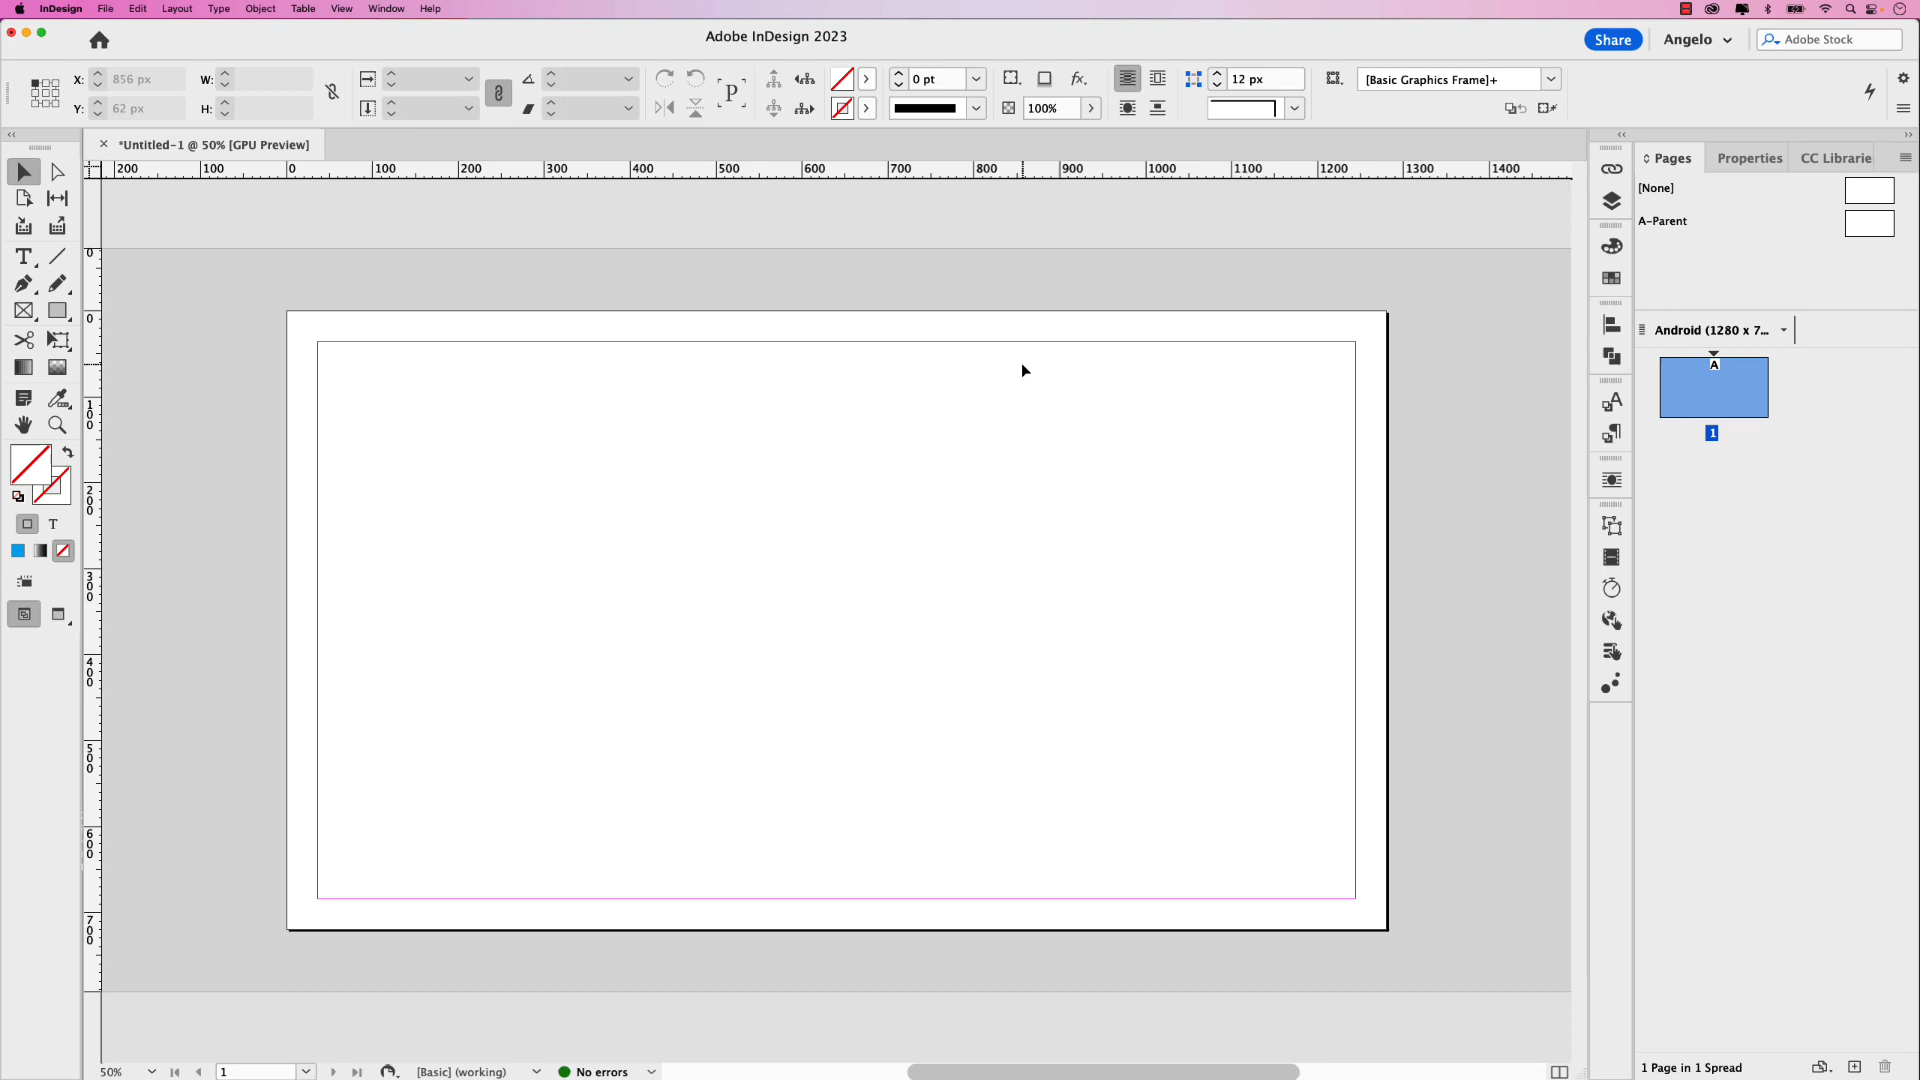 InDesign File Edit Layout Type Object Table View Window Help
Adobe InDesign 2023
Share Angelo Adobe Stock
X: 856 px W: 0 pt fx. 12 px [Basic Graphics Frame]+
Y: 62 px H: P 100%
*Untitled-1 @ 50% [GPU Preview]
200 100 0 100 200 300 400 500 600 700 800 900 1000 1100 1200 1300 1400
Pages Properties CC Librarie
[None]
A-Parent
0
0
100
200
300
400
500
600
700
T
T
Android (1280 x 7...
A
1
50% 1 [Basic] (working) No errors
1 Page in 1 Spread